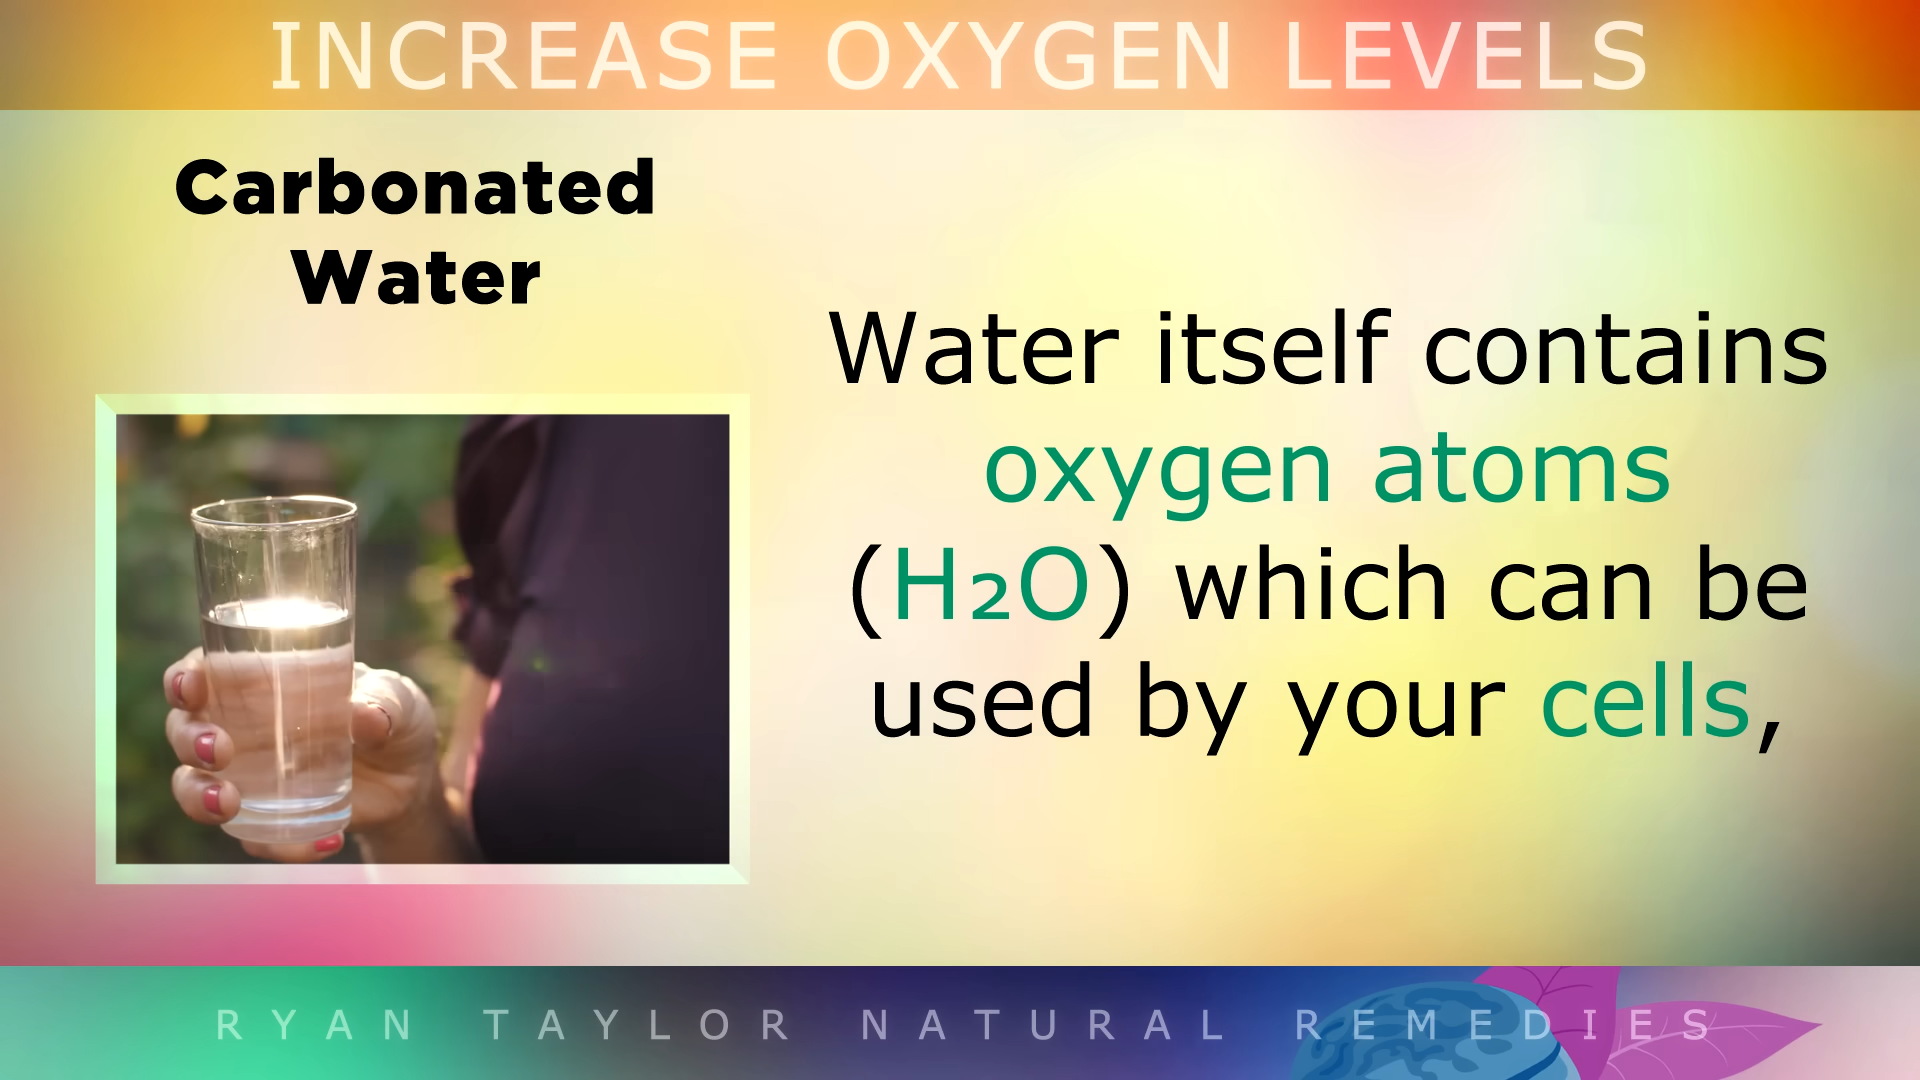 INCREASE OXYGEN LEVELS
Carbonated
Water
Water itself contains
oxygen atoms
(H₂O) which can be
used by your cells,
RYAN TAYLOR NATURAL REMEDIES